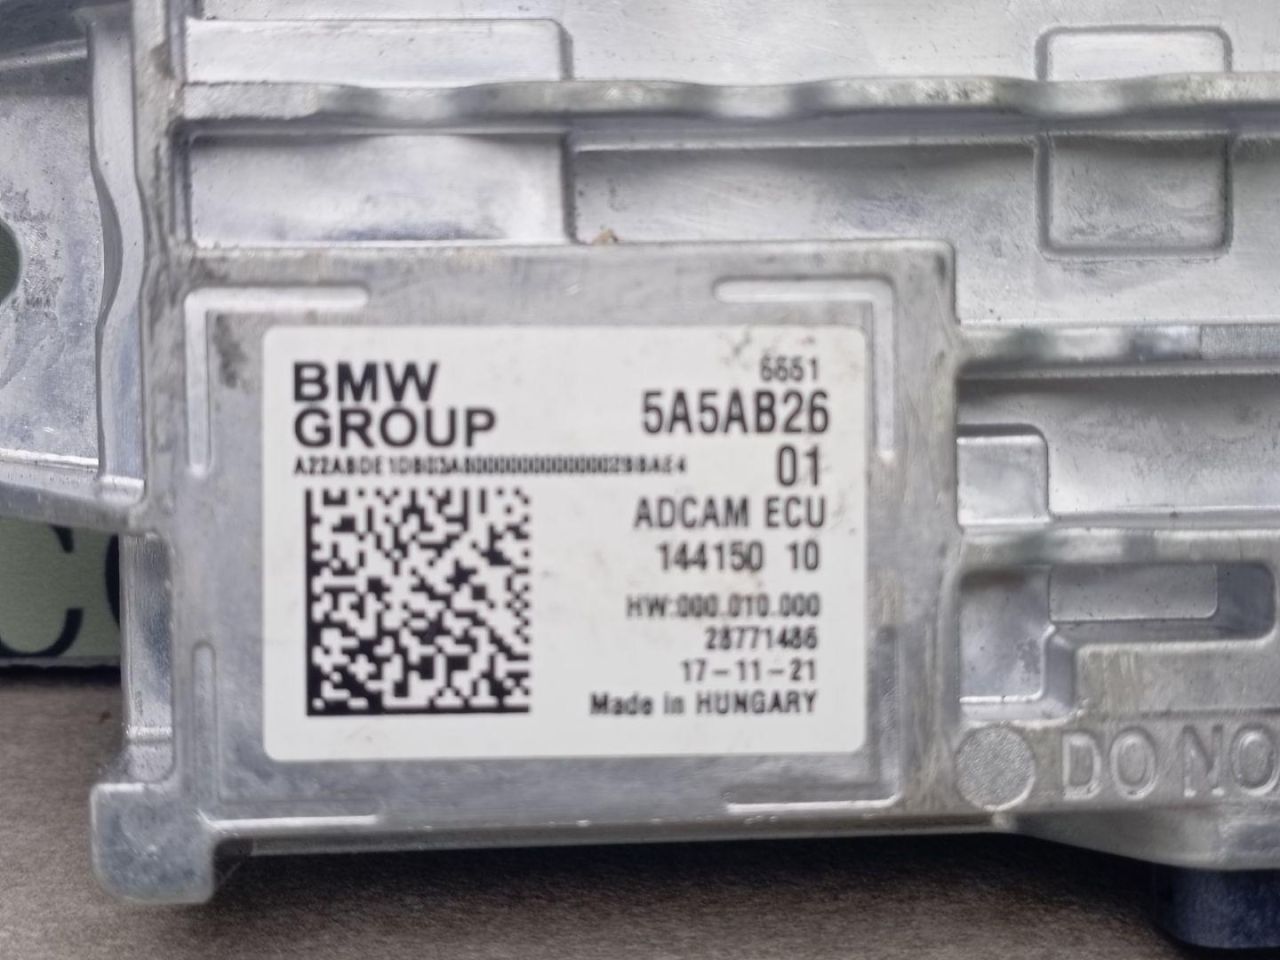 BMW
GROUP
6651
5A5AB26
01
ADCAM ECU
144150 10
HW:000.010.000
28771486
17-11-21
Made in HUNGARY
DO NO